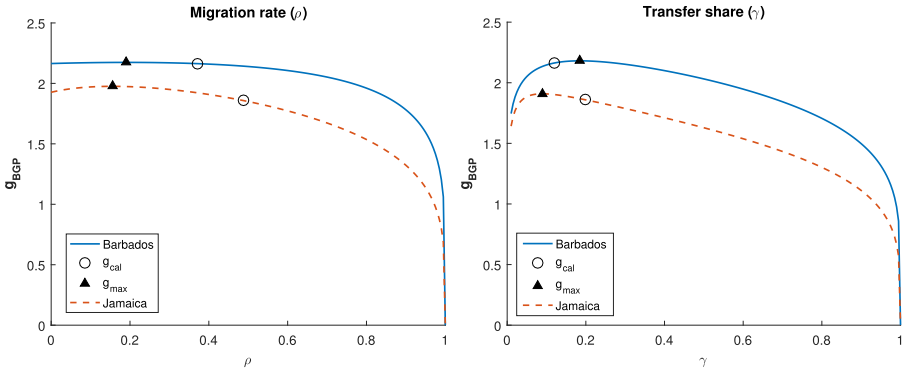 Migration rate (ρ)
2.5
2
1.5
1
0.5
0
g_BGP
0
0.2
0.4
0.6
0.8
1
ρ
Barbados
g_cal
g_max
Jamaica
Transfer share (γ)
2.5
2
1.5
1
0.5
0
g_BGP
0
0.2
0.4
0.6
0.8
1
γ
Barbados
g_cal
g_max
Jamaica